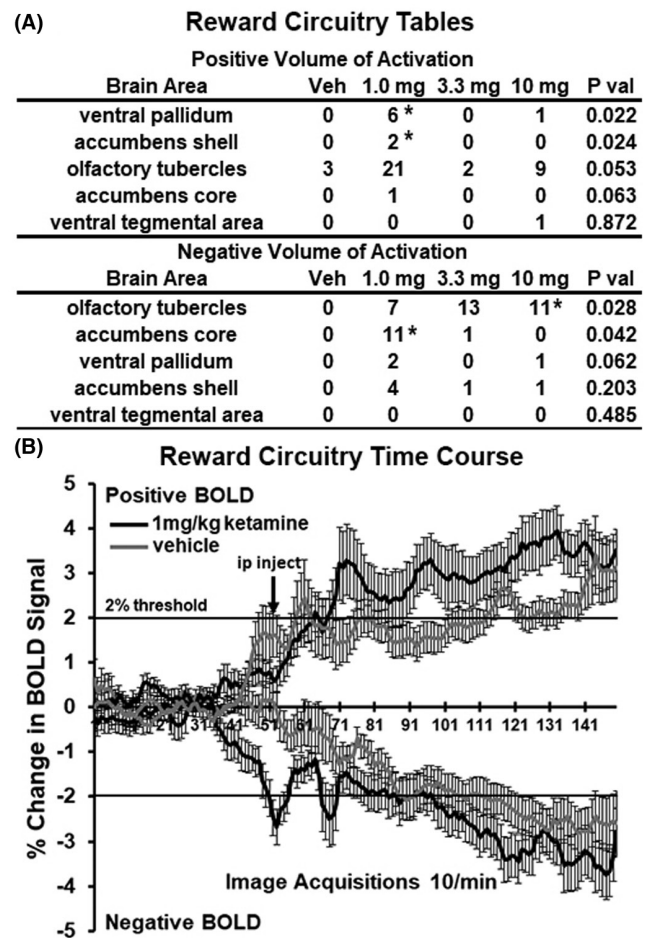 (A) Reward Circuitry Tables
Positive Volume of Activation
Brain Area Veh 1.0 mg 3.3 mg 10 mg P val
ventral pallidum 0 6 * 0 1 0.022
accumbens shell 0 2 * 0 0 0.024
olfactory tubercles 3 21 2 9 0.053
accumbens core 0 1 0 0 0.063
ventral tegmental area 0 0 0 1 0.872
Negative Volume of Activation
Brain Area Veh 1.0 mg 3.3 mg 10 mg P val
olfactory tubercles 0 7 13 11 * 0.028
accumbens core 0 11 * 1 0 0.042
ventral pallidum 0 2 0 1 0.062
accumbens shell 0 4 1 1 0.203
ventral tegmental area 0 0 0 0 0.485
(B) Reward Circuitry Time Course
Positive BOLD
1mg/kg ketamine
vehicle
ip inject
2% threshold
% Change in BOLD Signal
5
4
3
2
1
0
-1
-2
-3
-4
-5
31 41 51 61 71 81 91 101 111 121 131 141
Image Acquisitions 10/min
Negative BOLD